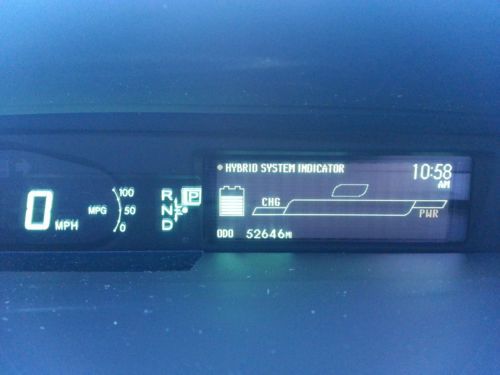 HYBRID SYSTEM INDICATOR 10:58 AM
0 MPH
MPG 100 50 0
R N D P
CHG PWR
ODO 52646MI